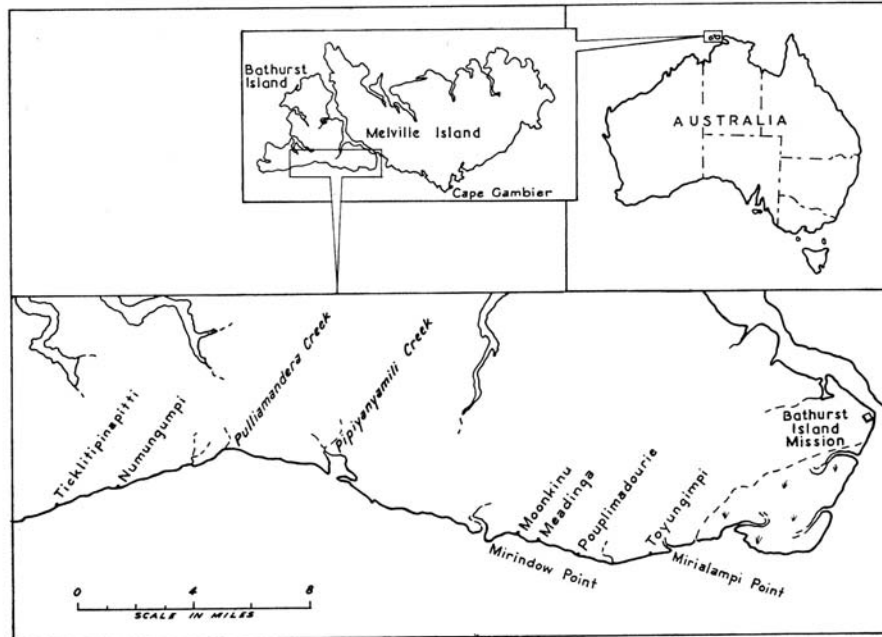 Bathurst
Island
Melville Island
Cape Gambier
AUSTRALIA
Ticklitipinapitti
Numungumpi
Pulliamandera Creek
Pipiyanyamili Creek
Moonkinu
Meadinga
Pouplimadourie
Toyungimpi
Bathurst
Island
Mission
Mirindow Point
Mirialampi Point
0 4 8
SCALE IN MILES